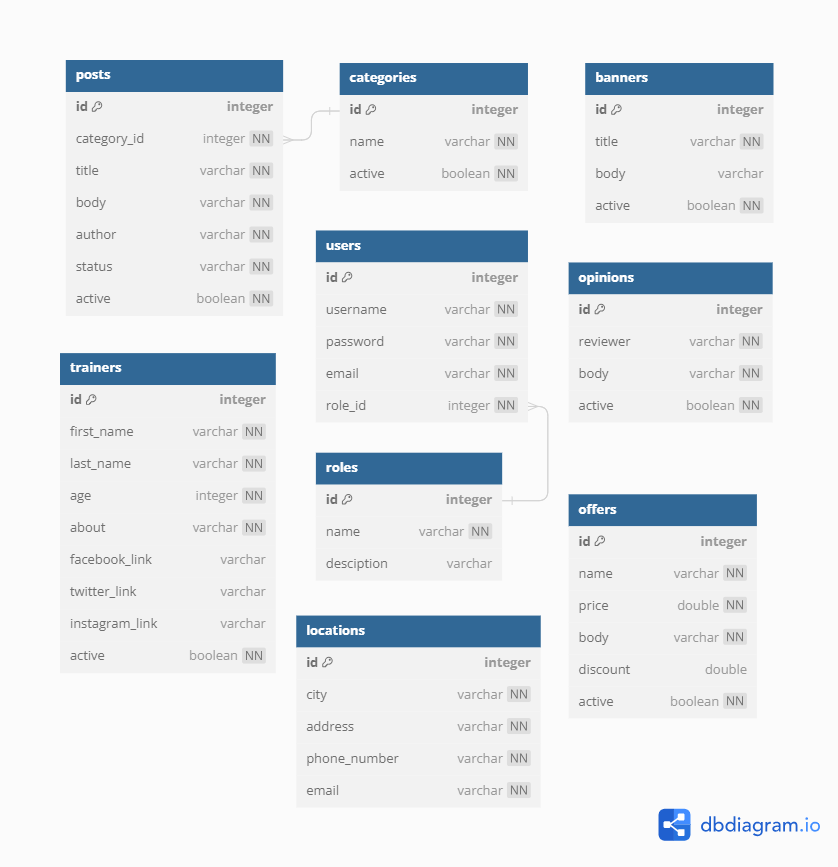 posts
id integer
category_id integer NN
title varchar NN
body varchar NN
author varchar NN
status varchar NN
active boolean NN
categories
id integer
name varchar NN
active boolean NN
banners
id integer
title varchar NN
body varchar
active boolean NN
users
id integer
username varchar NN
password varchar NN
email varchar NN
role_id integer NN
opinions
id integer
reviewer varchar NN
body varchar NN
active boolean NN
trainers
id integer
first_name varchar NN
last_name varchar NN
age integer NN
about varchar NN
facebook_link varchar
twitter_link varchar
instagram_link varchar
active boolean NN
roles
id integer
name varchar NN
desciption varchar
offers
id integer
name varchar NN
price double NN
body varchar NN
discount double
active boolean NN
locations
id integer
city varchar NN
address varchar NN
phone_number varchar NN
email varchar NN
dbdiagram.io